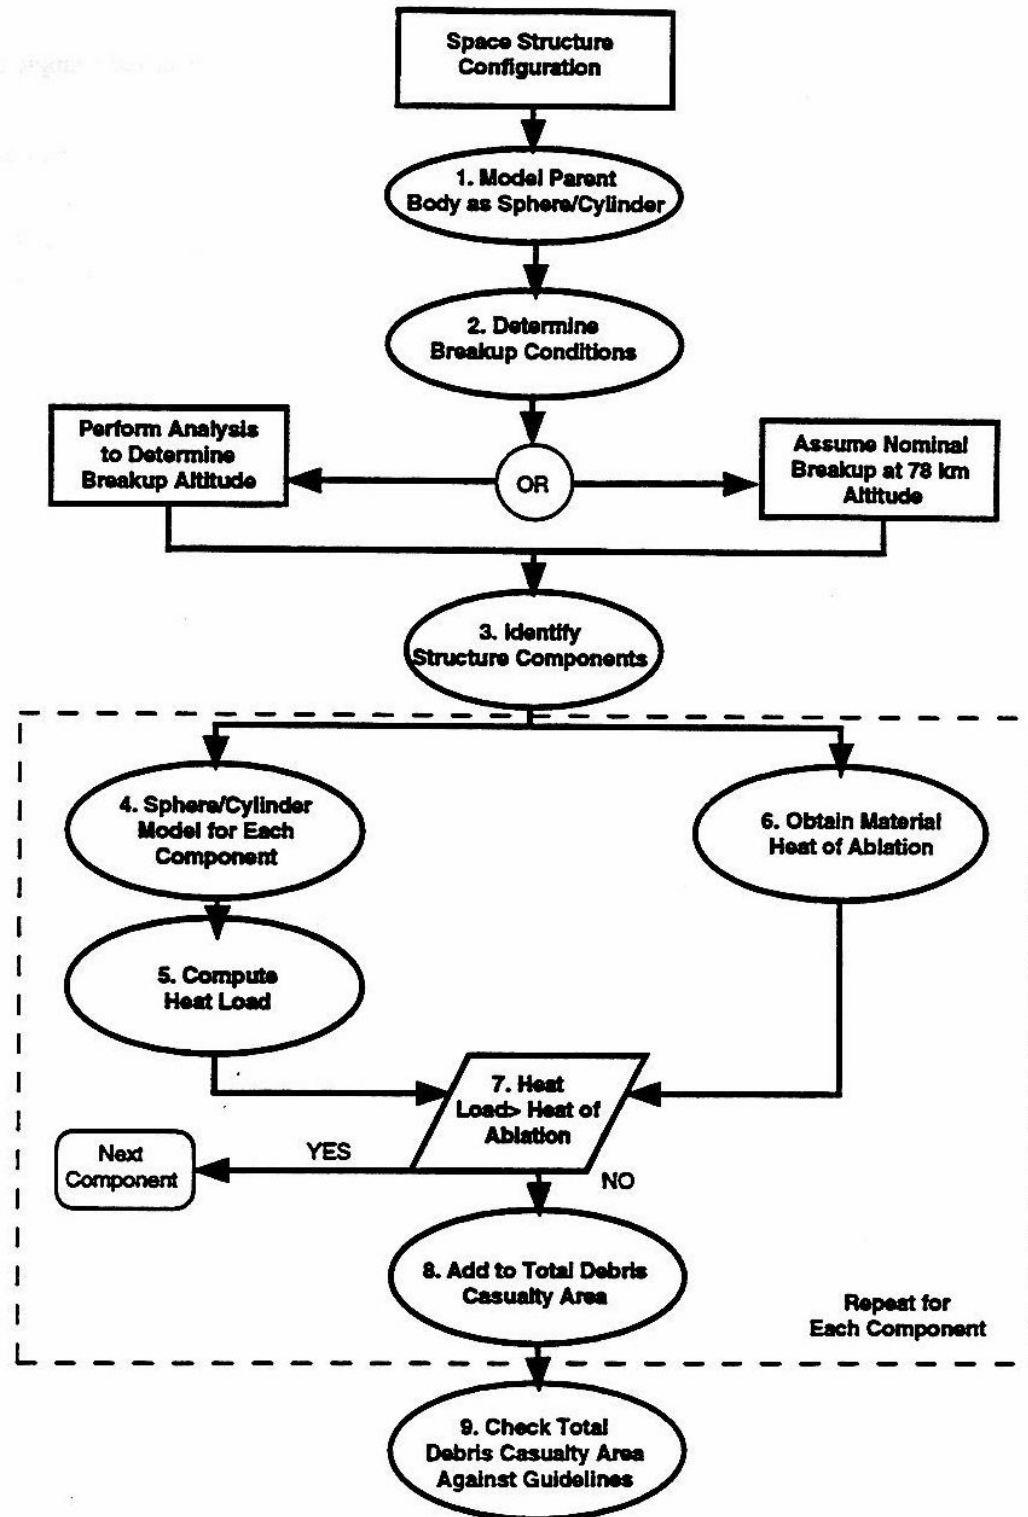 Space Structure
Configuration
1. Model Parent
Body as Sphere/Cylinder
2. Determine
Breakup Conditions
Perform Analysis
to Determine
Breakup Altitude
OR
Assume Nominal
Breakup at 78 km
Altitude
3. Identify
Structure Components
4. Sphere/Cylinder
Model for Each
Component
6. Obtain Material
Heat of Ablation
5. Compute
Heat Load
7. Heat
Load> Heat of
Ablation
Next
Component
YES
NO
8. Add to Total Debris
Casualty Area
Repeat for
Each Component
9. Check Total
Debris Casualty Area
Against Guidelines